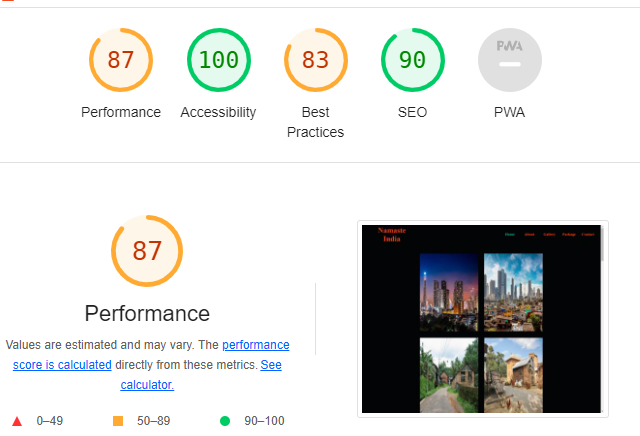 87
100
83
90
PWA
Performance
Accessibility
Best
Practices
SEO
PWA
87
Performance
Values are estimated and may vary. The performance
score is calculated directly from these metrics. See
calculator.
0–49
50–89
90–100
Namaste
India
Home
About
Gallery
Package
Contact